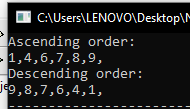 C:\Users\LENOVO\Desktop\
Ascending order:
1,4,6,7,8,9,
Descending order:
9,8,7,6,4,1,
--------------------------------